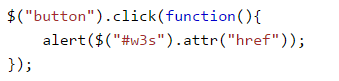 $("button").click(function(){
    alert($("#w3s").attr("href"));
});